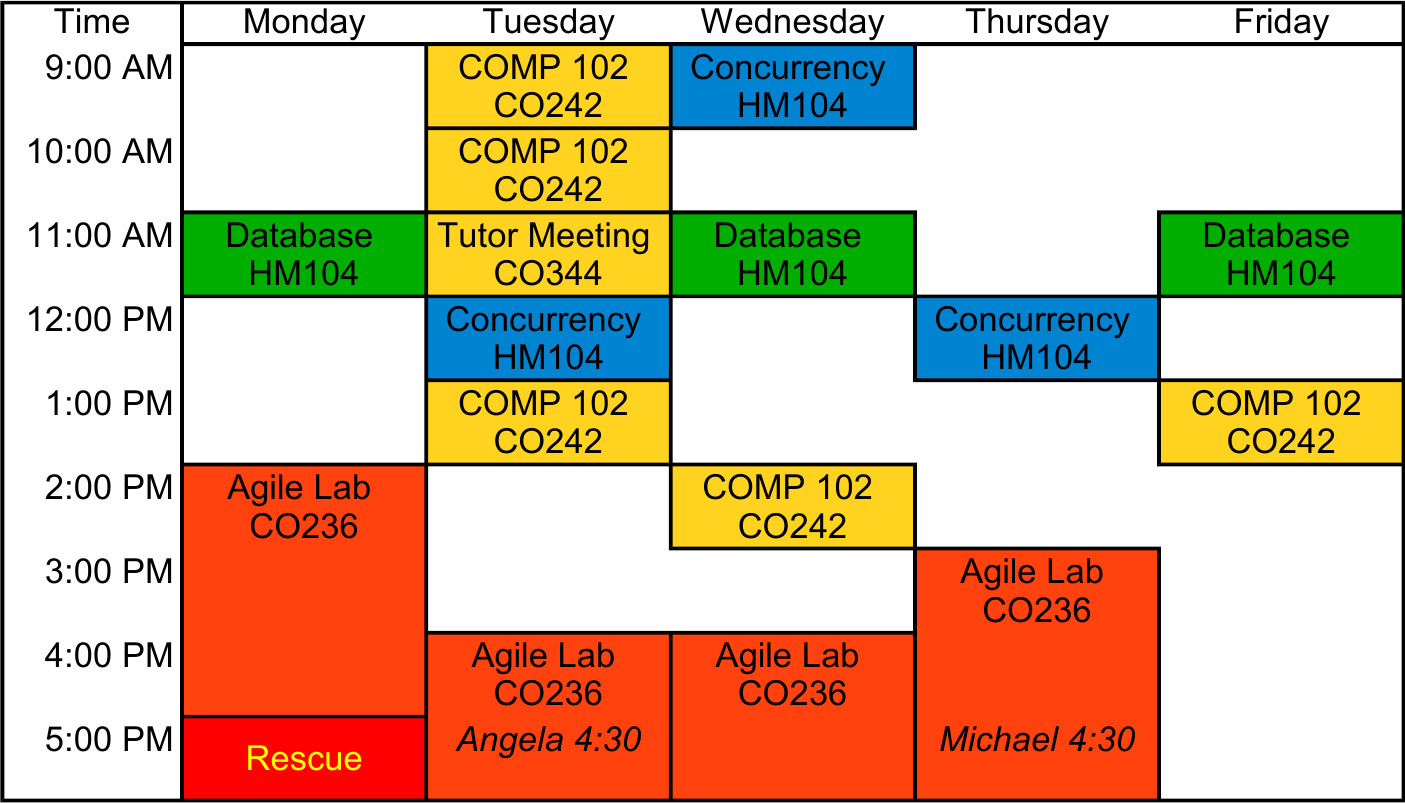 Time Monday Tuesday Wednesday Thursday Friday
9:00 AM COMP 102 Concurrency
CO242 HM104
10:00 AM COMP 102
CO242
11:00 AM Database Tutor Meeting Database Database
HM104 CO344 HM104 HM104
12:00 PM Concurrency Concurrency
HM104 HM104
1:00 PM COMP 102 COMP 102
CO242 CO242
2:00 PM Agile Lab COMP 102
CO236 CO242
3:00 PM Agile Lab
CO236
4:00 PM Agile Lab Agile Lab
CO236 CO236
5:00 PM Angela 4:30 Michael 4:30
Rescue